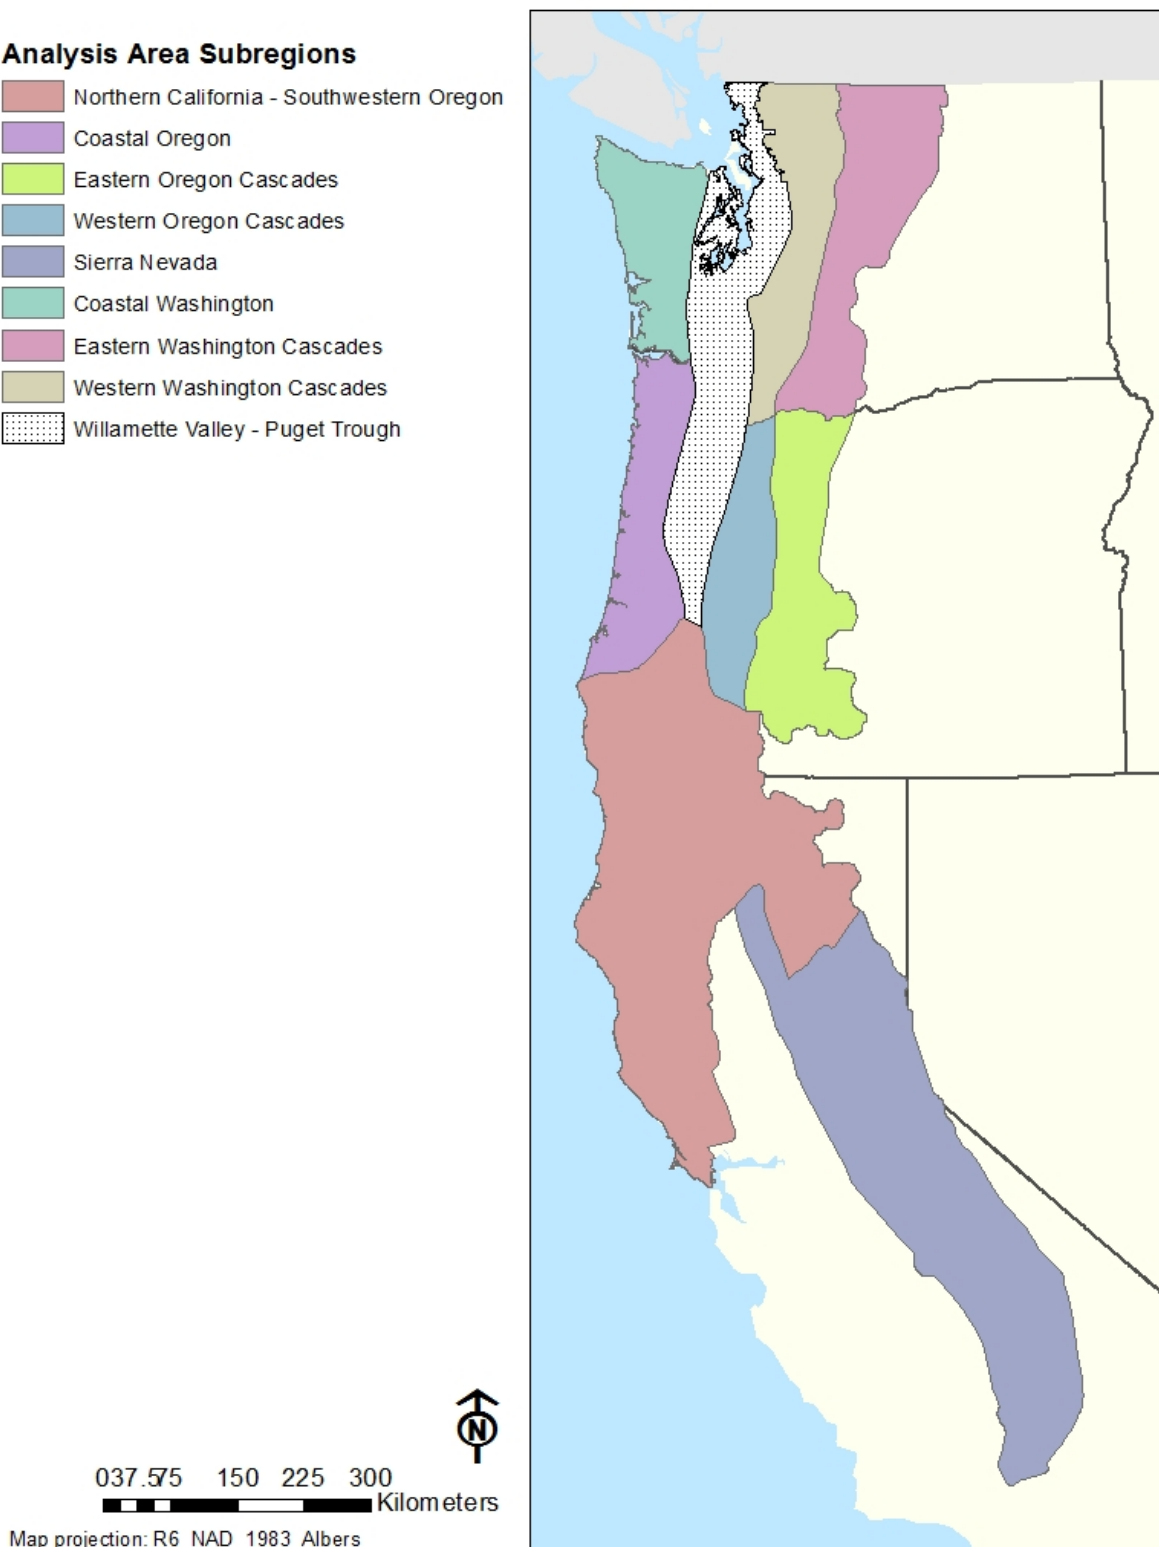 Analysis Area Subregions
Northern California - Southwestern Oregon
Coastal Oregon
Eastern Oregon Cascades
Western Oregon Cascades
Sierra Nevada
Coastal Washington
Eastern Washington Cascades
Western Washington Cascades
Willamette Valley - Puget Trough
N
037.575 150 225 300
Kilometers
Map projection: R6 NAD 1983 Albers